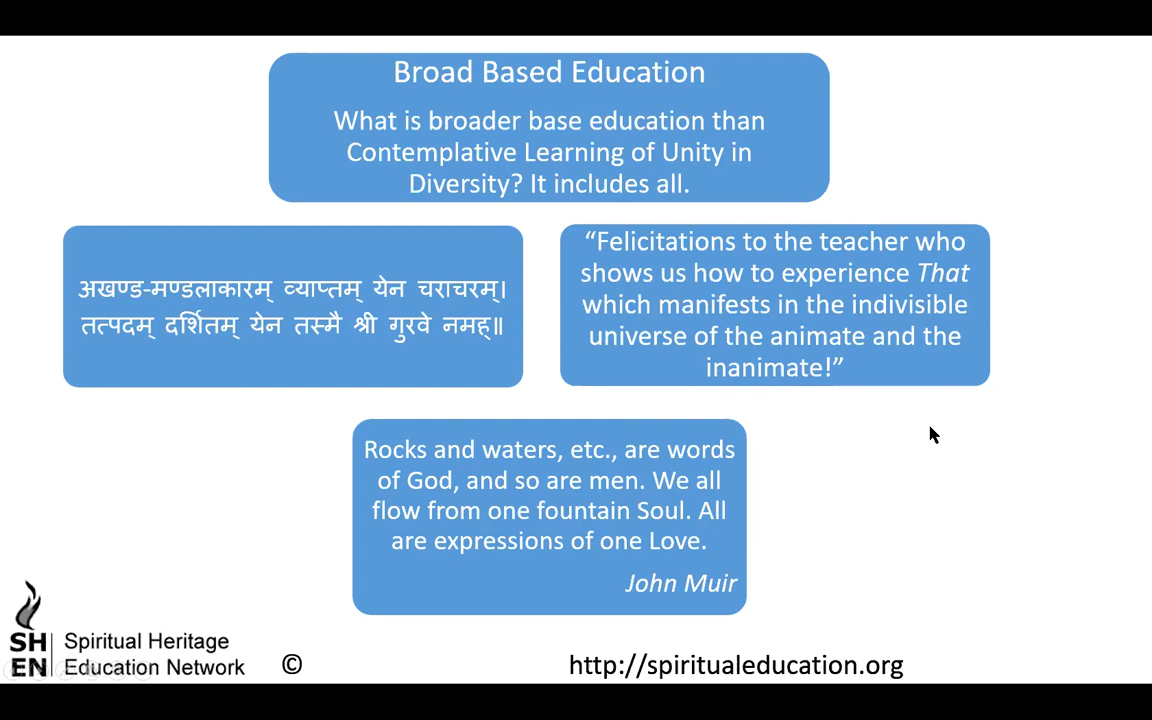 Broad Based Education
What is broader base education than
Contemplative Learning of Unity in
Diversity? It includes all.
अखण्ड-मण्डलाकारम् व्याप्तम् येन चराचरम्।
तत्पदम् दर्शितम् येन तस्मै श्री गुरवे नमह्॥
“Felicitations to the teacher who
shows us how to experience That
which manifests in the indivisible
universe of the animate and the
inanimate!”
Rocks and waters, etc., are words
of God, and so are men. We all
flow from one fountain Soul. All
are expressions of one Love.
John Muir
SH
EN
Spiritual Heritage
Education Network
©
http://spiritualeducation.org